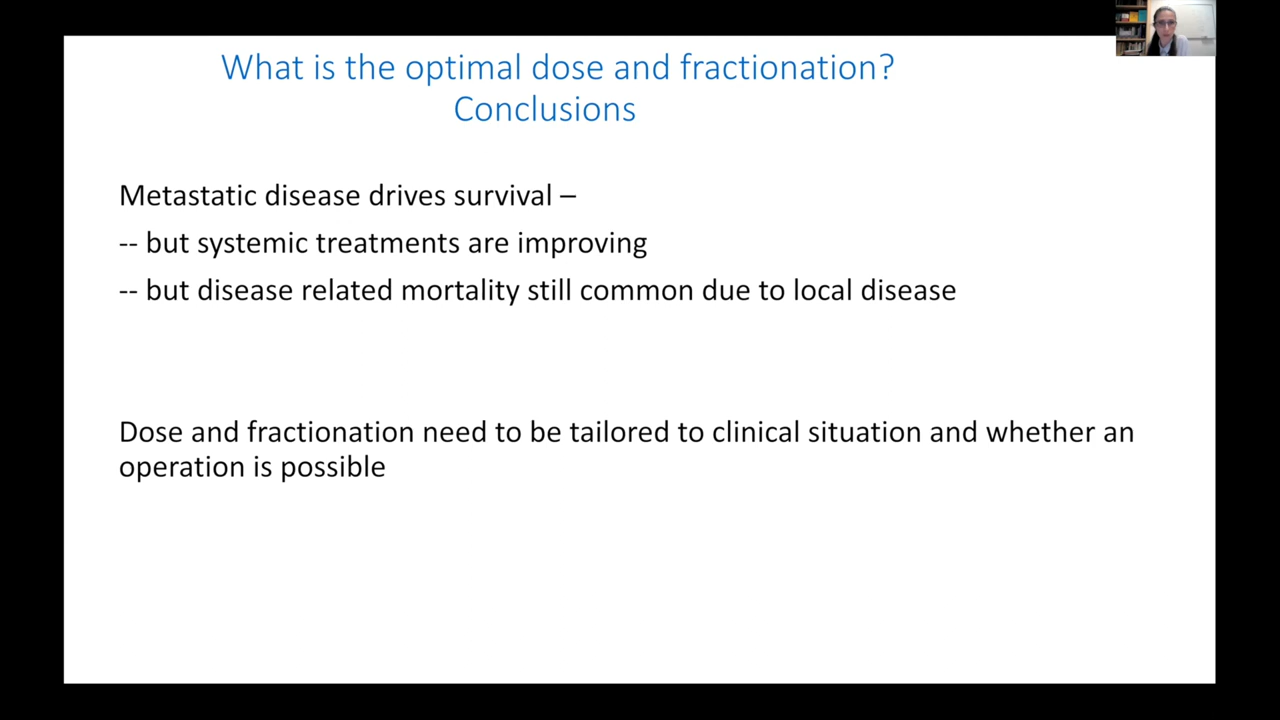 What is the optimal dose and fractionation?
Conclusions
Metastatic disease drives survival –
-- but systemic treatments are improving
-- but disease related mortality still common due to local disease
Dose and fractionation need to be tailored to clinical situation and whether an
operation is possible